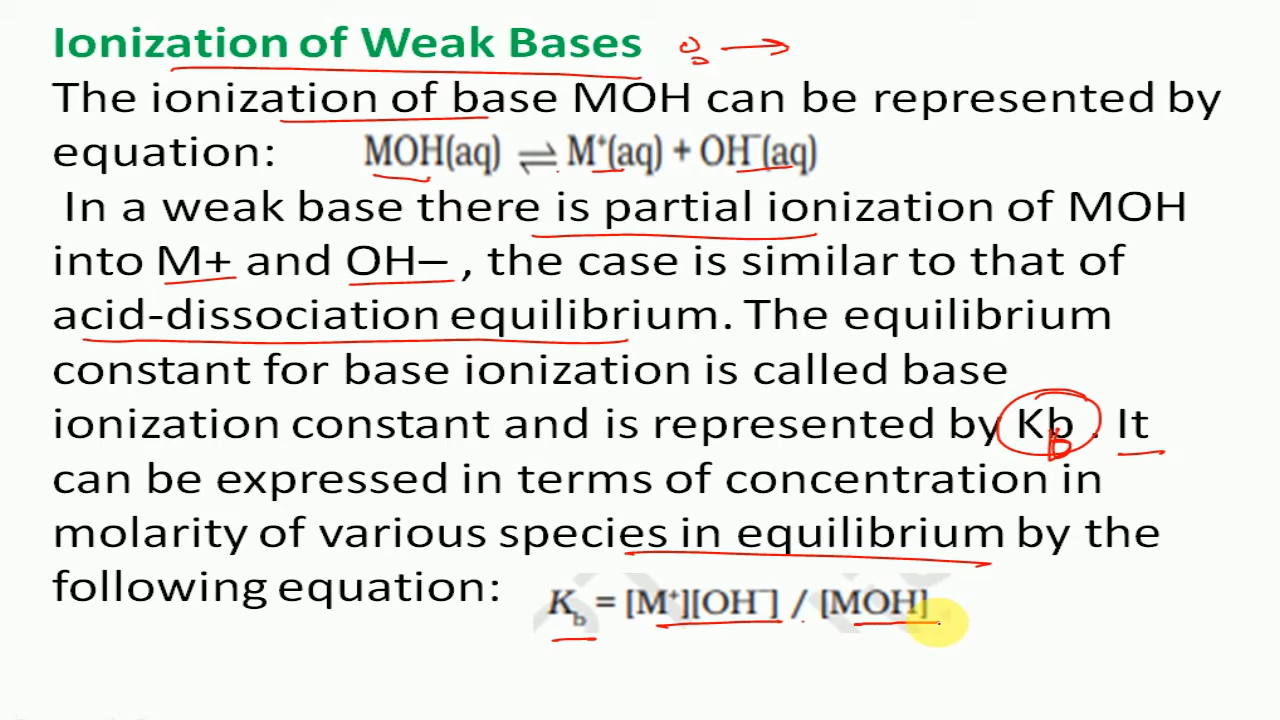 Ionization of Weak Bases
The ionization of base MOH can be represented by
equation: MOH(aq) ⇌ M⁺(aq) + OH⁻(aq)
In a weak base there is partial ionization of MOH
into M+ and OH– , the case is similar to that of
acid-dissociation equilibrium. The equilibrium
constant for base ionization is called base
ionization constant and is represented by Kb . It
can be expressed in terms of concentration in
molarity of various species in equilibrium by the
following equation: K_b = [M⁺][OH⁻] / [MOH]